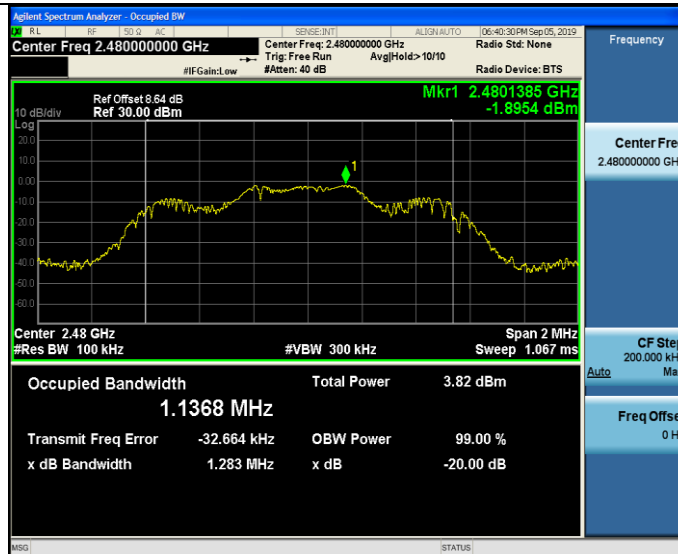 Agilent Spectrum Analyzer - Occupied BW
RL RF 50 Ω AC SENSE:INT ALIGN AUTO 06:40:30 PM Sep 05, 2019
Center Freq 2.480000000 GHz Center Freq: 2.480000000 GHz Radio Std: None Frequency
Trig: Free Run Avg|Hold:>10/10
#IFGain:Low #Atten: 40 dB Radio Device: BTS
Mkr1 2.4801385 GHz
Ref Offset 8.64 dB
10 dB/div Ref 30.00 dBm -1.8954 dBm
Log
20.0
10.0
0.00
-10.0
-20.0
-30.0
-40.0
-50.0
-60.0
1
Center Fre
2.480000000 GH
Center 2.48 GHz Span 2 MHz
#Res BW 100 kHz #VBW 300 kHz Sweep 1.067 ms
CF Ste
200.000 kH
Auto Ma
Occupied Bandwidth Total Power 3.82 dBm
1.1368 MHz
Freq Offse
0 H
Transmit Freq Error -32.664 kHz OBW Power 99.00 %
x dB Bandwidth 1.283 MHz x dB -20.00 dB
MSG STATUS